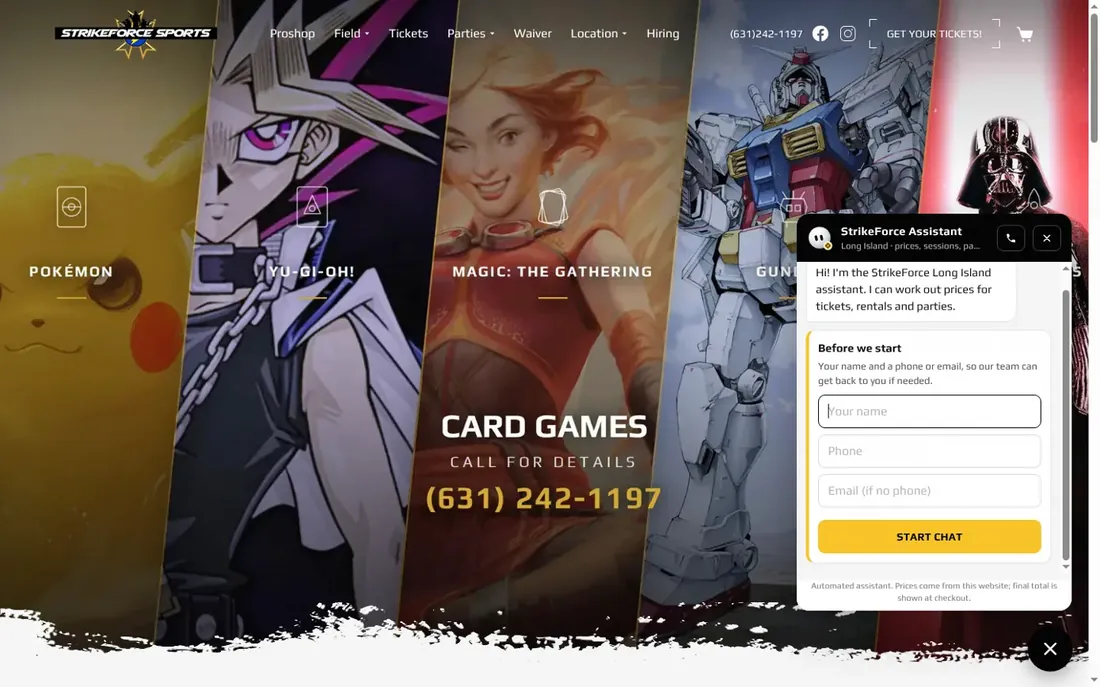 STRIKEFORCE SPORTS
Proshop
Field
Tickets
Parties
Waiver
Location
Hiring
(631)242-1197
GET YOUR TICKETS!
POKÉMON
YU-GI-OH!
MAGIC: THE GATHERING
GUN
S
CARD GAMES
CALL FOR DETAILS
(631) 242-1197
StrikeForce Assistant
Long Island · prices, sessions, pa...
Hi! I'm the StrikeForce Long Island
assistant. I can work out prices for
tickets, rentals and parties.
Before we start
Your name and a phone or email, so our team can
get back to you if needed.
Your name
Phone
Email (if no phone)
START CHAT
Automated assistant. Prices come from this website; final total is
shown at checkout.